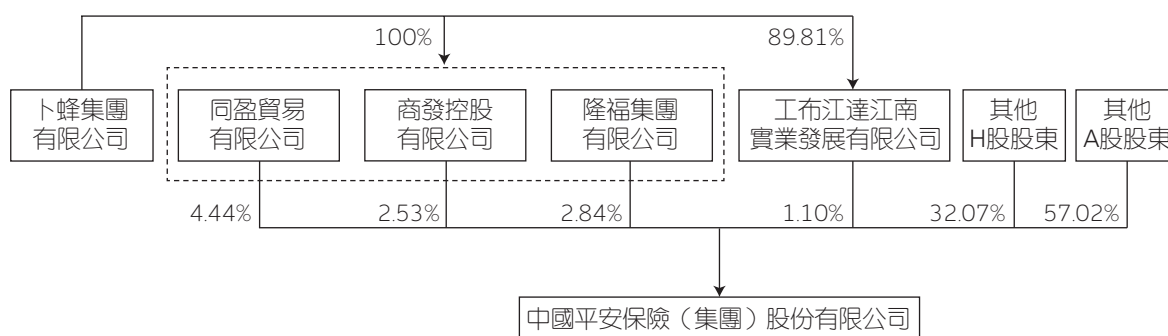 100%
89.81%
卜蜂集團
有限公司
同盈貿易
有限公司
商發控股
有限公司
隆福集團
有限公司
工布江達江南
實業發展有限公司
其他
H股股東
其他
A股股東
4.44%
2.53%
2.84%
1.10%
32.07%
57.02%
中國平安保險（集團）股份有限公司